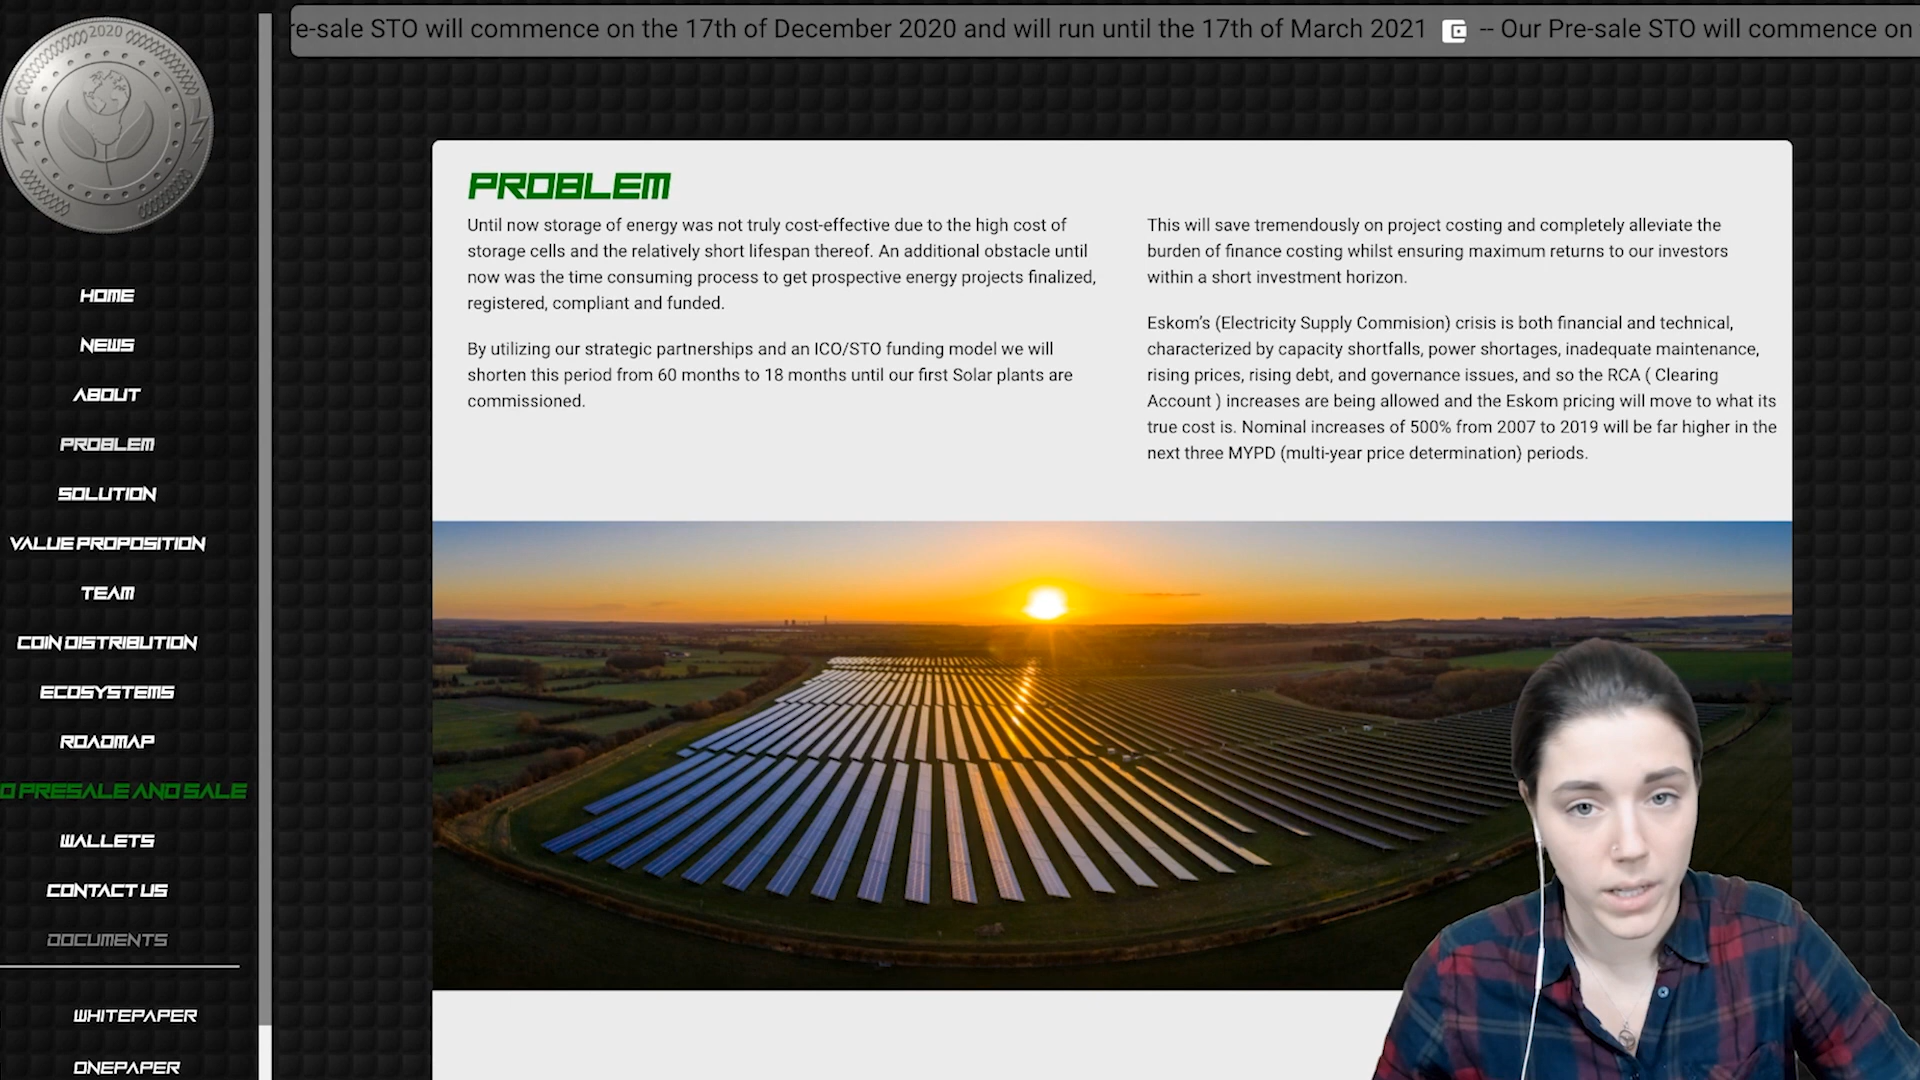 2020
re-sale STO will commence on the 17th of December 2020 and will run until the 17th of March 2021 -- Our Pre-sale STO will commence on
HOME
NEWS
ABOUT
PROBLEM
SOLUTION
VALUE PROPOSITION
TEAM
COIN DISTRIBUTION
ECOSYSTEMS
ROADMAP
O PRESALE AND SALE
WALLETS
CONTACT US
DOCUMENTS
WHITEPAPER
ONEPAPER
PROBLEM
Until now storage of energy was not truly cost-effective due to the high cost of
storage cells and the relatively short lifespan thereof. An additional obstacle until
now was the time consuming process to get prospective energy projects finalized,
registered, compliant and funded.
By utilizing our strategic partnerships and an ICO/STO funding model we will
shorten this period from 60 months to 18 months until our first Solar plants are
commissioned.
This will save tremendously on project costing and completely alleviate the
burden of finance costing whilst ensuring maximum returns to our investors
within a short investment horizon.
Eskom’s (Electricity Supply Commision) crisis is both financial and technical,
characterized by capacity shortfalls, power shortages, inadequate maintenance,
rising prices, rising debt, and governance issues, and so the RCA ( Clearing
Account ) increases are being allowed and the Eskom pricing will move to what its
true cost is. Nominal increases of 500% from 2007 to 2019 will be far higher in the
next three MYPD (multi-year price determination) periods.